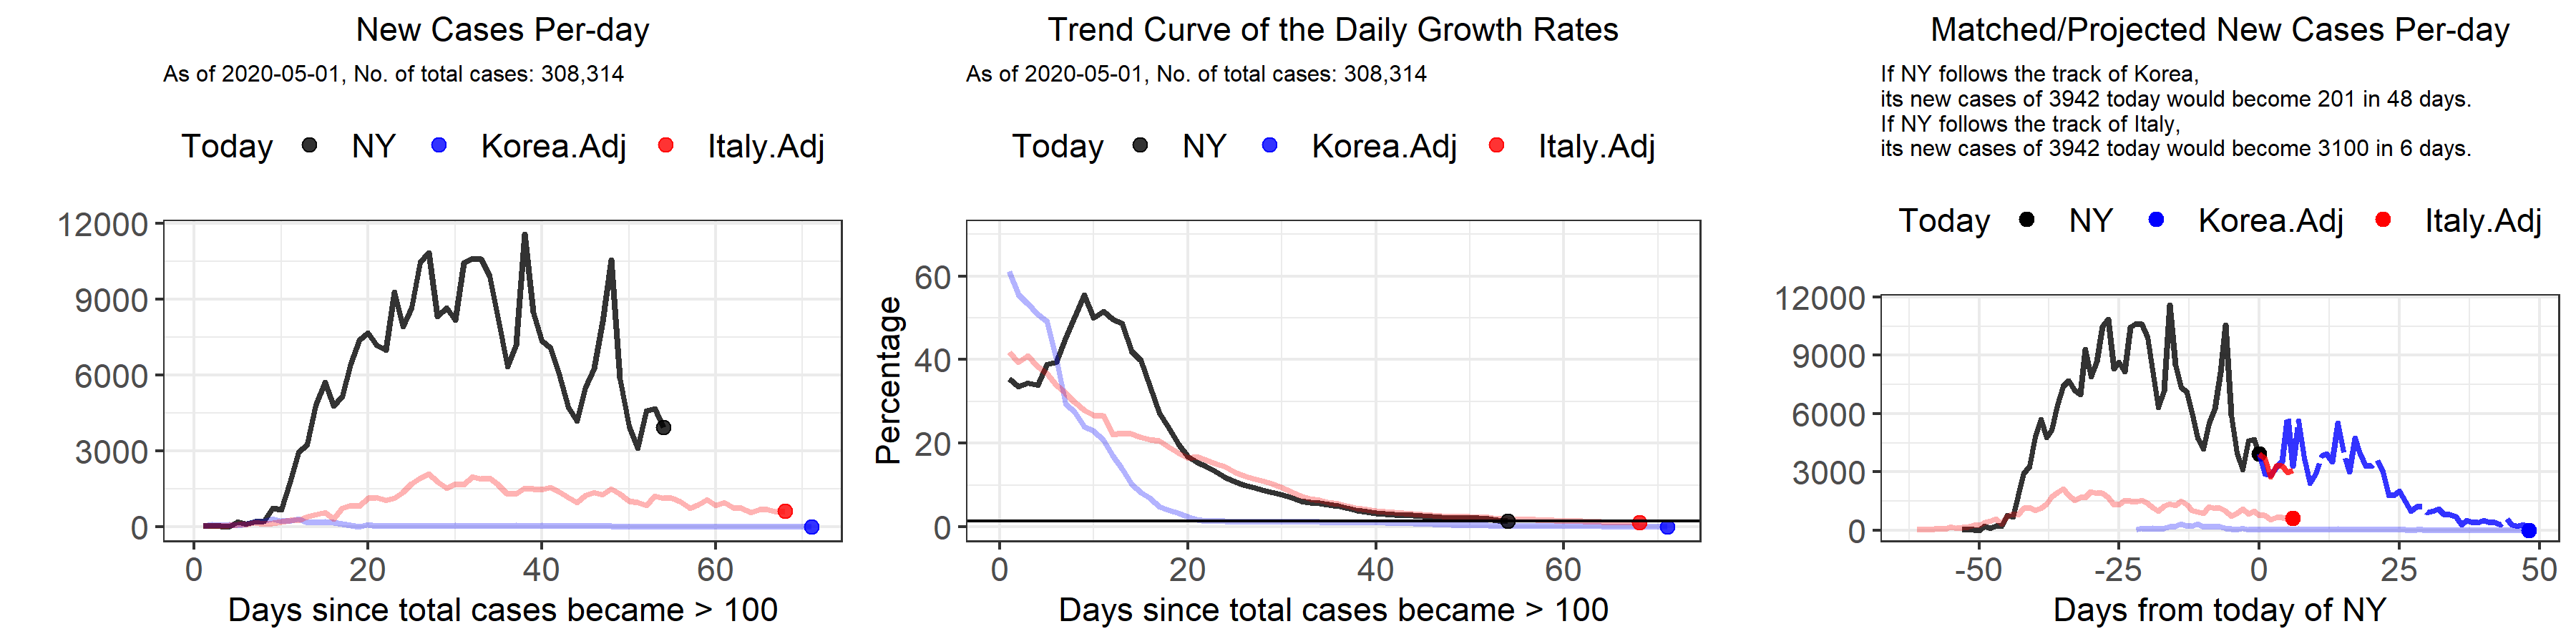 New Cases Per-day
As of 2020-05-01, No. of total cases: 308,314
Today NY Korea.Adj Italy.Adj
12000
9000
6000
3000
0
0 20 40 60
Days since total cases became > 100
Trend Curve of the Daily Growth Rates
As of 2020-05-01, No. of total cases: 308,314
Today NY Korea.Adj Italy.Adj
Percentage
60
40
20
0
0 20 40 60
Days since total cases became > 100
Matched/Projected New Cases Per-day
If NY follows the track of Korea,
its new cases of 3942 today would become 201 in 48 days.
If NY follows the track of Italy,
its new cases of 3942 today would become 3100 in 6 days.
Today NY Korea.Adj Italy.Adj
12000
9000
6000
3000
0
-50 -25 0 25 50
Days from today of NY